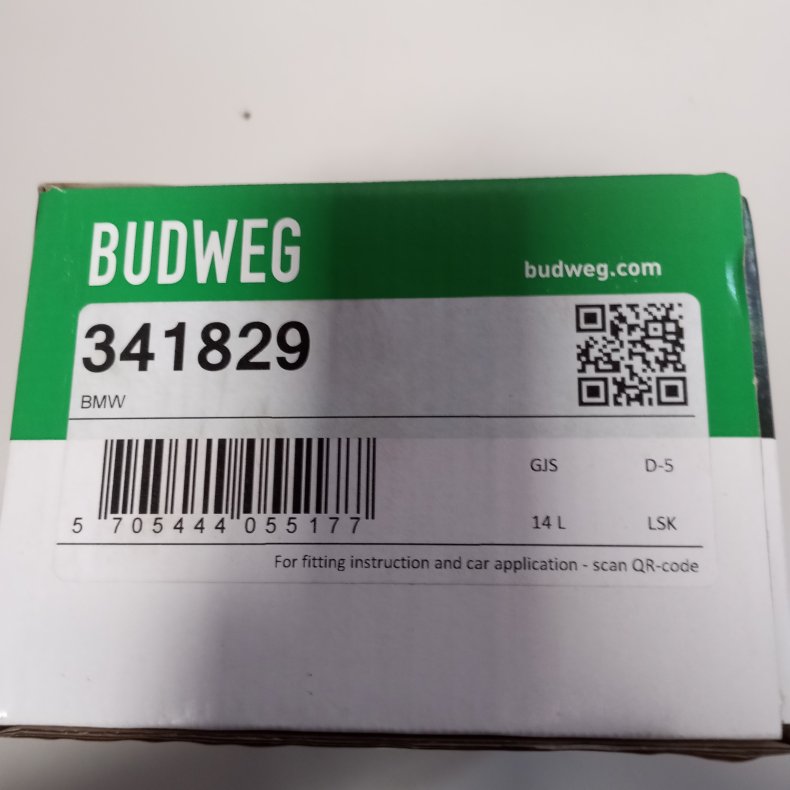 BUDWEG
budweg.com
341829
BMW
GJS D-5
5 705444 055177
14 L LSK
For fitting instruction and car application - scan QR-code